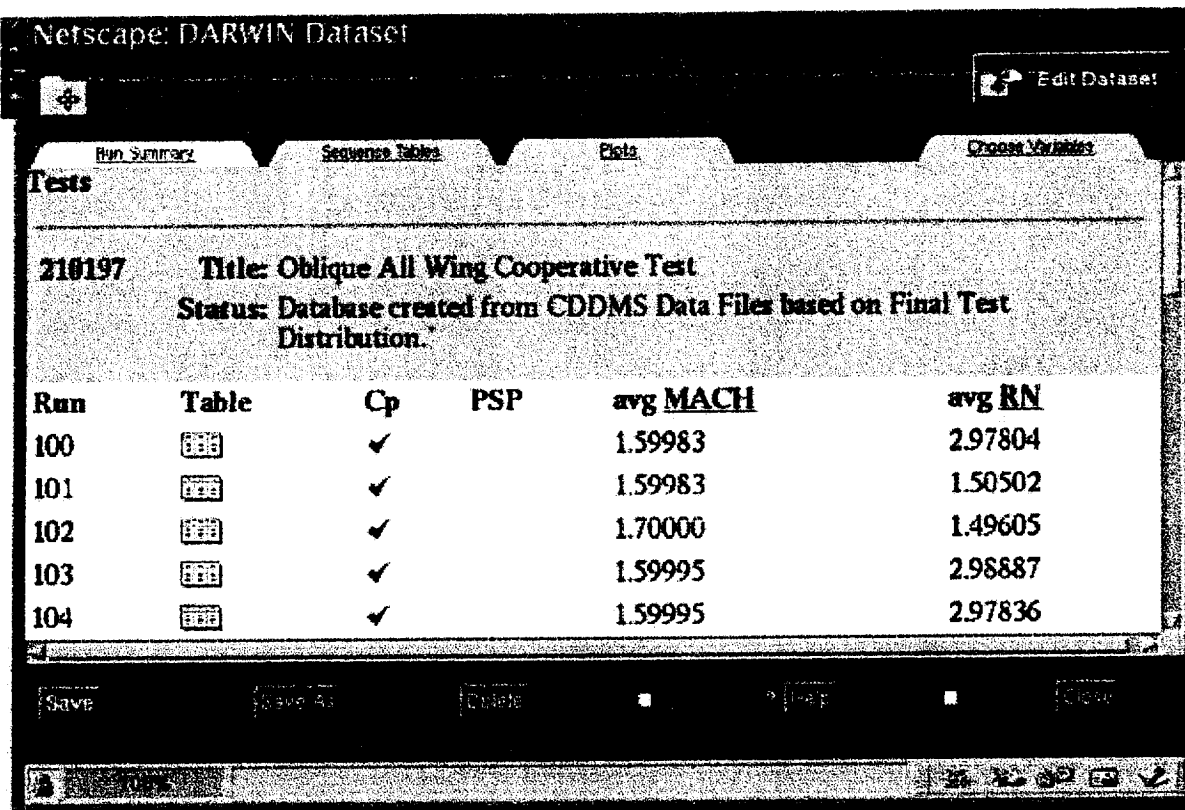 Netscape: DARWIN Dataset
Edit Dataset
Run Summary Sequence Tables Plots Choose Variables
Tests
210197 Title: Oblique All Wing Cooperative Test
Status: Database created from CDDMS Data Files based on Final Test
Distribution.
Run Table Cp PSP avg MACH avg RN
100 ✔ 1.59983 2.97804
101 ✔ 1.59983 1.50502
102 ✔ 1.70000 1.49605
103 ✔ 1.59995 2.98887
104 ✔ 1.59995 2.97836
Save Save As Delete ? Help Close
100%